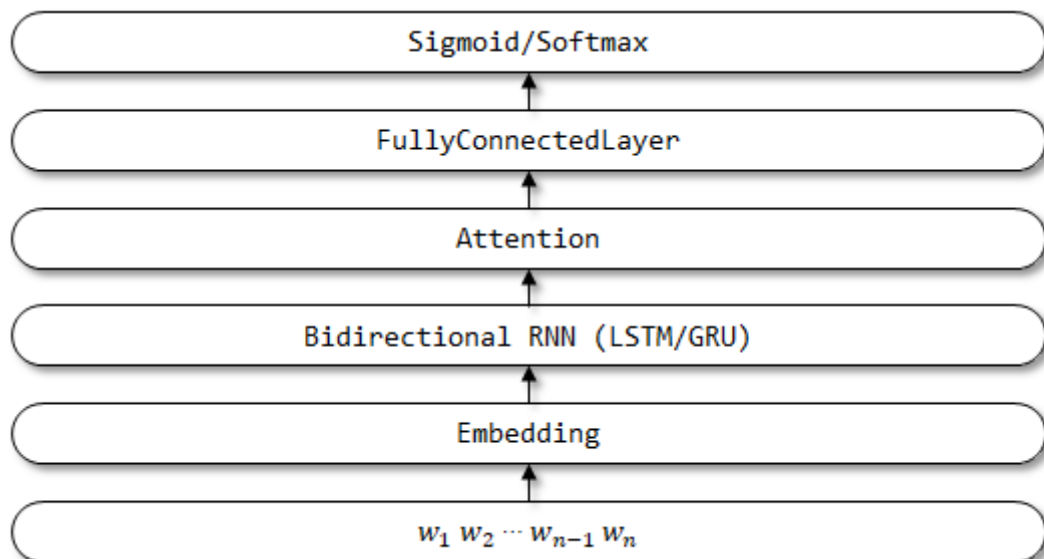 Sigmoid/Softmax
FullyConnectedLayer
Attention
Bidirectional RNN (LSTM/GRU)
Embedding
w₁ w₂ ⋯ wₙ₋₁ wₙ